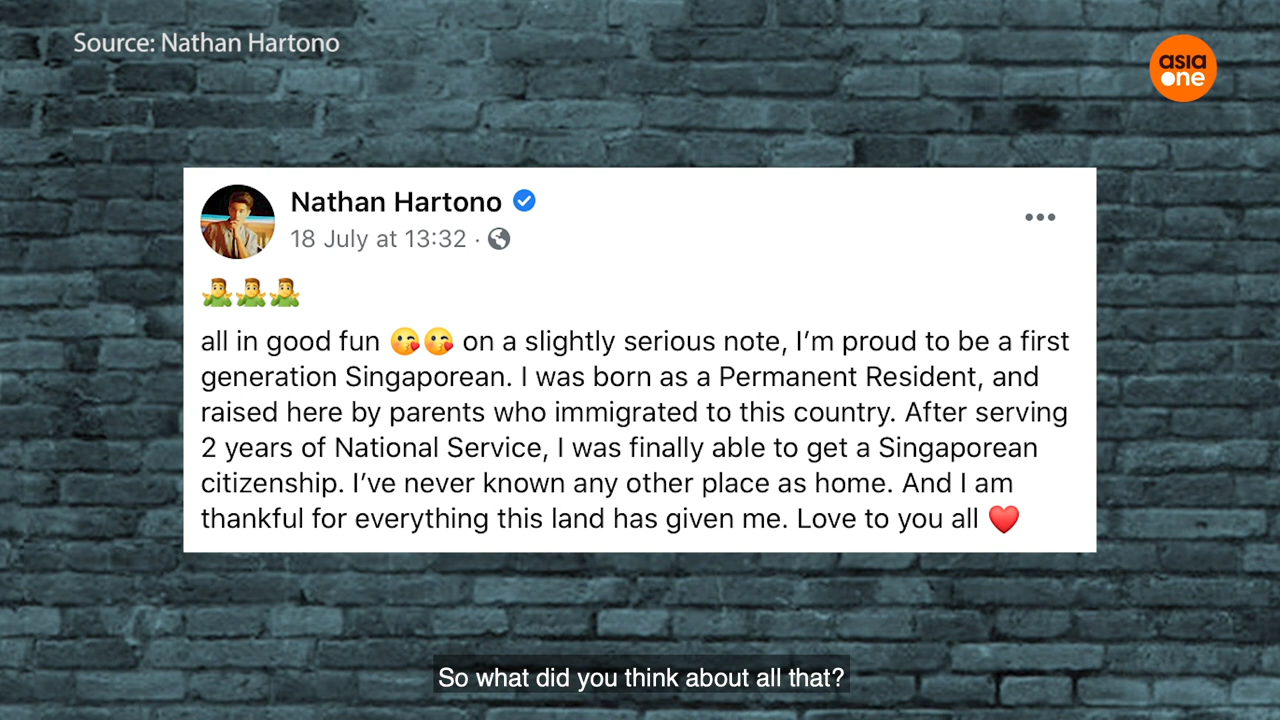 Source: Nathan Hartono
asia
one
Nathan Hartono
18 July at 13:32 ·
🤷‍♂️🤷‍♂️🤷‍♂️
all in good fun 😘😘 on a slightly serious note, I’m proud to be a first
generation Singaporean. I was born as a Permanent Resident, and
raised here by parents who immigrated to this country. After serving
2 years of National Service, I was finally able to get a Singaporean
citizenship. I’ve never known any other place as home. And I am
thankful for everything this land has given me. Love to you all ❤️
So what did you think about all that?